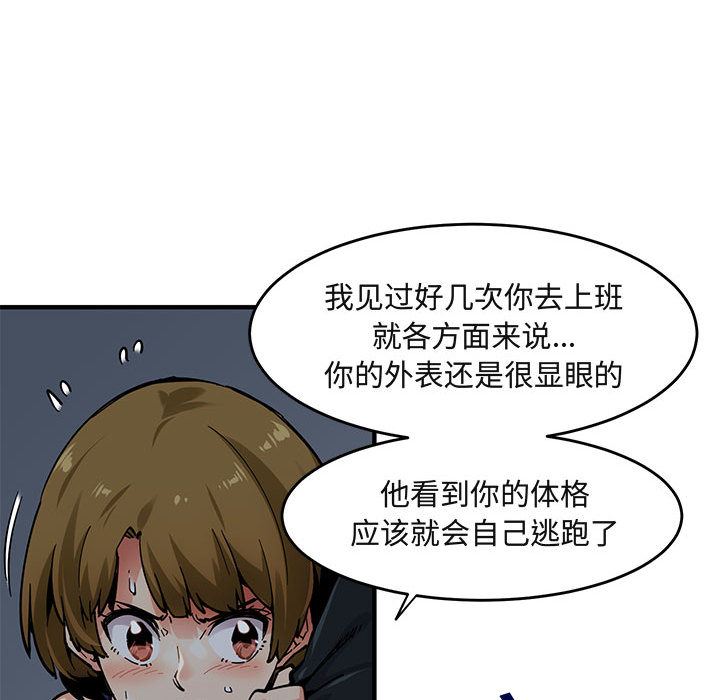 我见过好几次你去上班
就各方面来说...
你的外表还是很显眼的
他看到你的体格
应该就会自己逃跑了